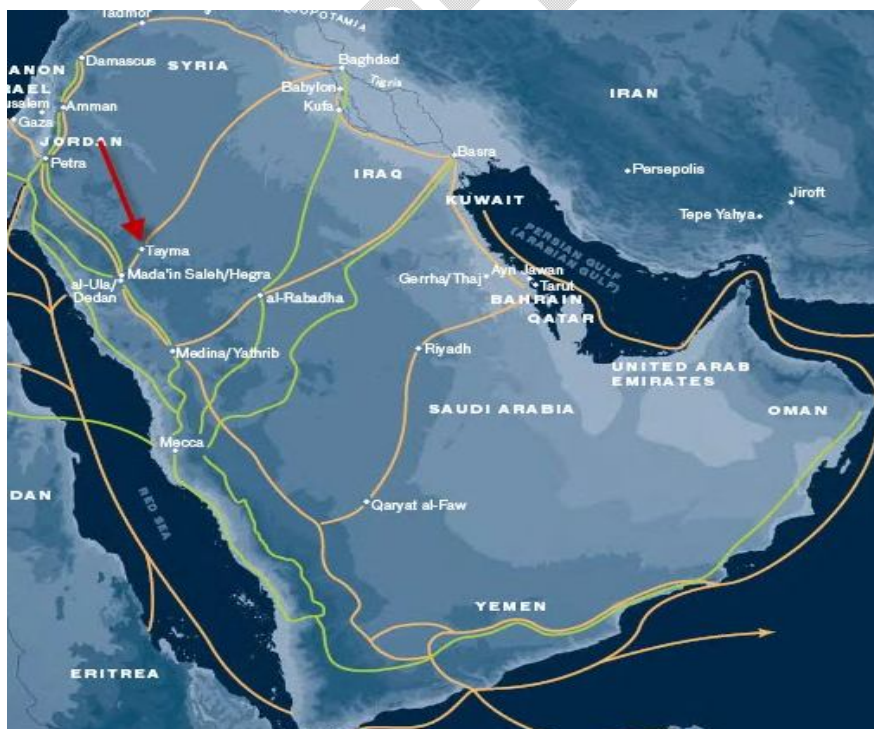 Tadmor
MESOPOTAMIA
Damascus
SYRIA
Baghdad
ANON
Babylon
Tigris
IRAN
AEL
usalem
Amman
Kufa
Gaza
JORDAN
Petra
Basra
IRAQ
Persepolis
Jiroft
KUWAIT
Tepe Yahya
PERSIAN GULF
(ARABIAN GULF)
Tayma
Mada'in Saleh/Hegra
Gerrha/Thaj
Ayn Jawan
Tarut
al-Ula/
Dedan
al-Rabadha
BAHRAIN
QATAR
Medina/Yathrib
Riyadh
UNITED ARAB
EMIRATES
SAUDI ARABIA
OMAN
Mecca
DAN
RED SEA
Qaryat al-Faw
YEMEN
ERITREA